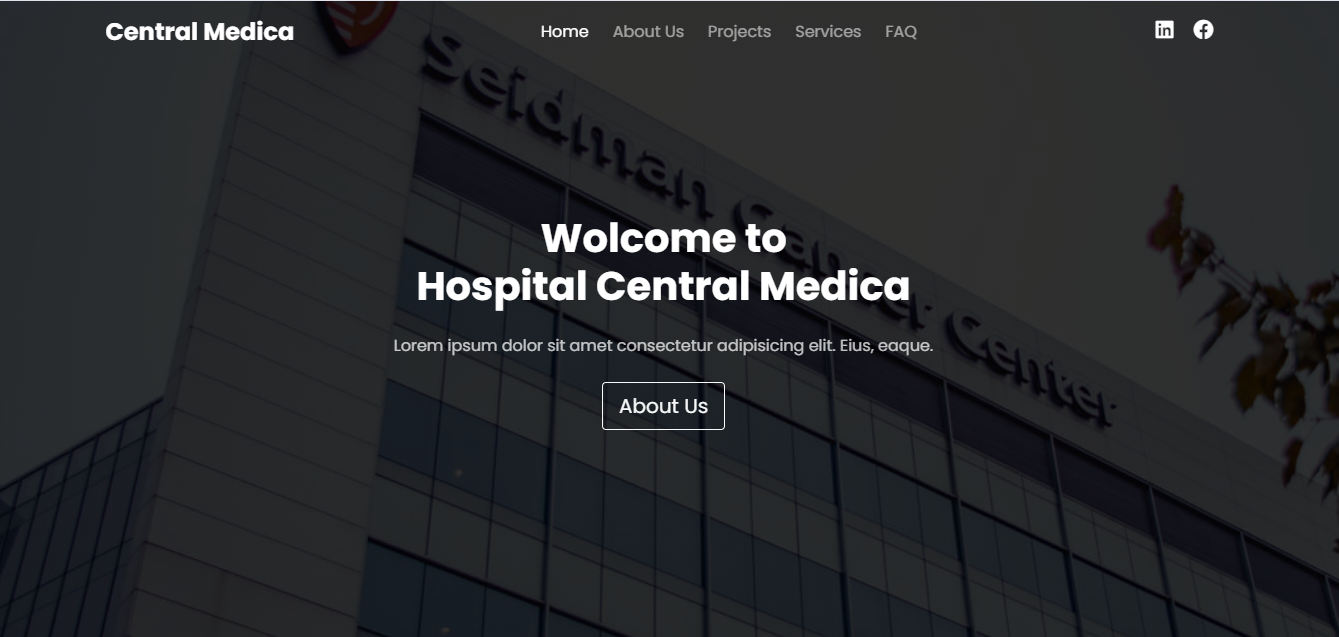 Central Medica
Home About Us Projects Services FAQ
Seidman Cancer Center
Wolcome to
Hospital Central Medica
Lorem ipsum dolor sit amet consectetur adipisicing elit. Eius, eaque.
About Us